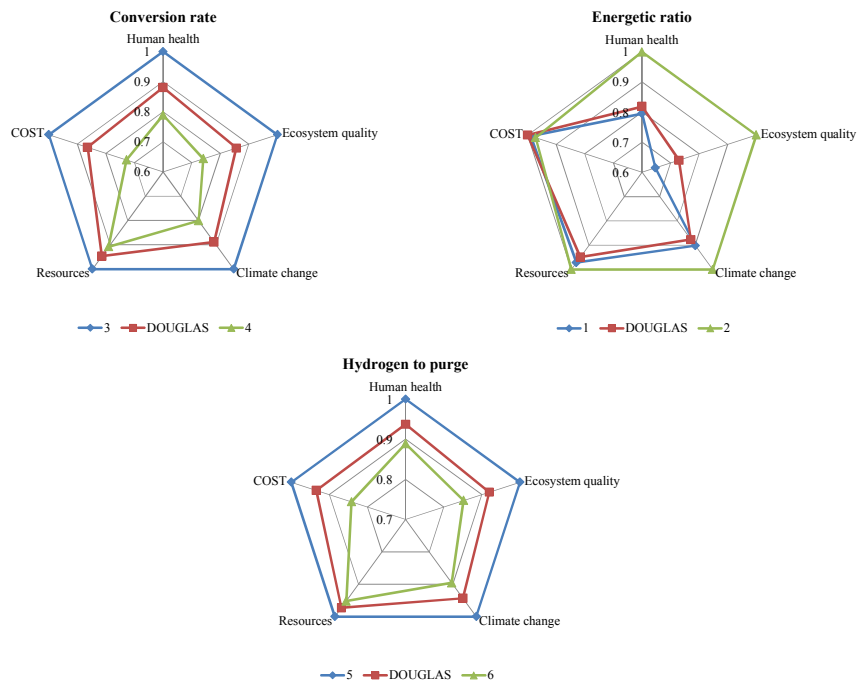 Conversion rate
Human health
1
0.9
0.8
0.7
0.6
COST
Ecosystem quality
Resources
Climate change
3 DOUGLAS 4
Energetic ratio
Human health
1
0.9
0.8
0.7
0.6
COST
Ecosystem quality
Resources
Climate change
1 DOUGLAS 2
Hydrogen to purge
Human health
1
0.9
0.8
0.7
COST
Ecosystem quality
Resources
Climate change
5 DOUGLAS 6